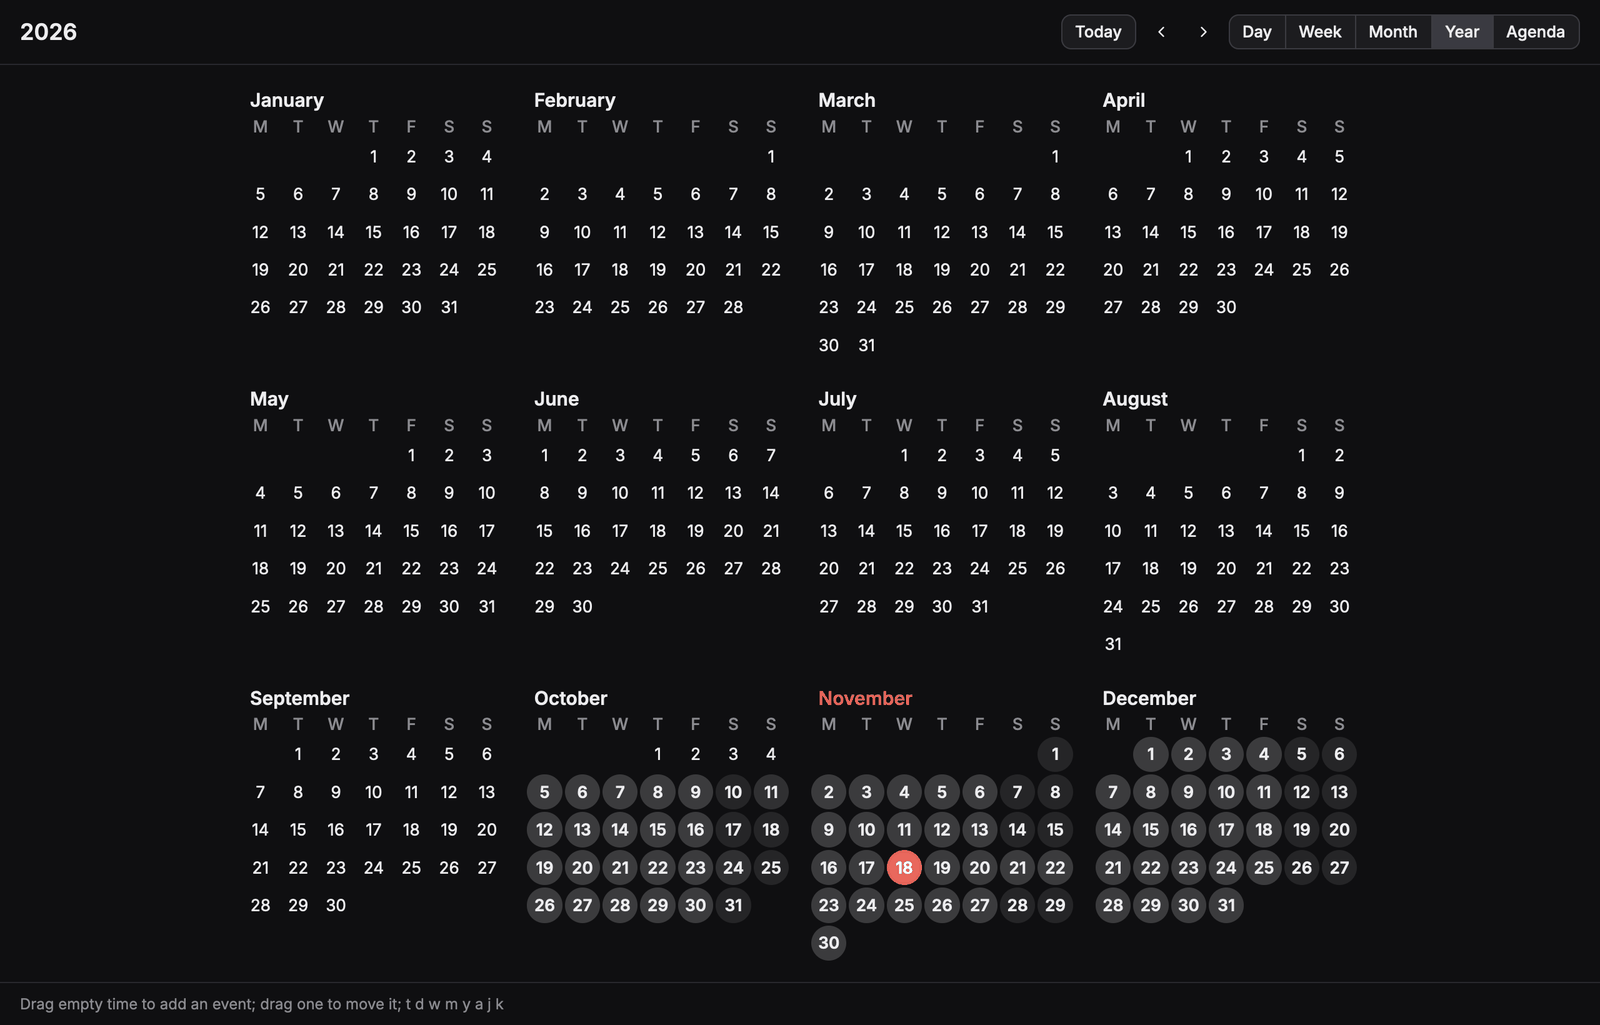 2026 Today Day Week Month Year Agenda
January February March April
M T W T F S S M T W T F S S M T W T F S S M T W T F S S
1 2 3 4 1 1 1 2 3 4 5
5 6 7 8 9 10 11 2 3 4 5 6 7 8 2 3 4 5 6 7 8 6 7 8 9 10 11 12
12 13 14 15 16 17 18 9 10 11 12 13 14 15 9 10 11 12 13 14 15 13 14 15 16 17 18 19
19 20 21 22 23 24 25 16 17 18 19 20 21 22 16 17 18 19 20 21 22 20 21 22 23 24 25 26
26 27 28 29 30 31 23 24 25 26 27 28 23 24 25 26 27 28 29 27 28 29 30
30 31
May June July August
M T W T F S S M T W T F S S M T W T F S S M T W T F S S
1 2 3 1 2 3 4 5 6 7 1 2 3 4 5 1 2
4 5 6 7 8 9 10 8 9 10 11 12 13 14 6 7 8 9 10 11 12 3 4 5 6 7 8 9
11 12 13 14 15 16 17 15 16 17 18 19 20 21 13 14 15 16 17 18 19 10 11 12 13 14 15 16
18 19 20 21 22 23 24 22 23 24 25 26 27 28 20 21 22 23 24 25 26 17 18 19 20 21 22 23
25 26 27 28 29 30 31 29 30 27 28 29 30 31 24 25 26 27 28 29 30
31
September October November December
M T W T F S S M T W T F S S M T W T F S S M T W T F S S
1 2 3 4 5 6 1 2 3 4 1 1 2 3 4 5 6
7 8 9 10 11 12 13 5 6 7 8 9 10 11 2 3 4 5 6 7 8 7 8 9 10 11 12 13
14 15 16 17 18 19 20 12 13 14 15 16 17 18 9 10 11 12 13 14 15 14 15 16 17 18 19 20
21 22 23 24 25 26 27 19 20 21 22 23 24 25 16 17 18 19 20 21 22 21 22 23 24 25 26 27
28 29 30 26 27 28 29 30 31 23 24 25 26 27 28 29 28 29 30 31
30
Drag empty time to add an event; drag one to move it; t d w m y a j k